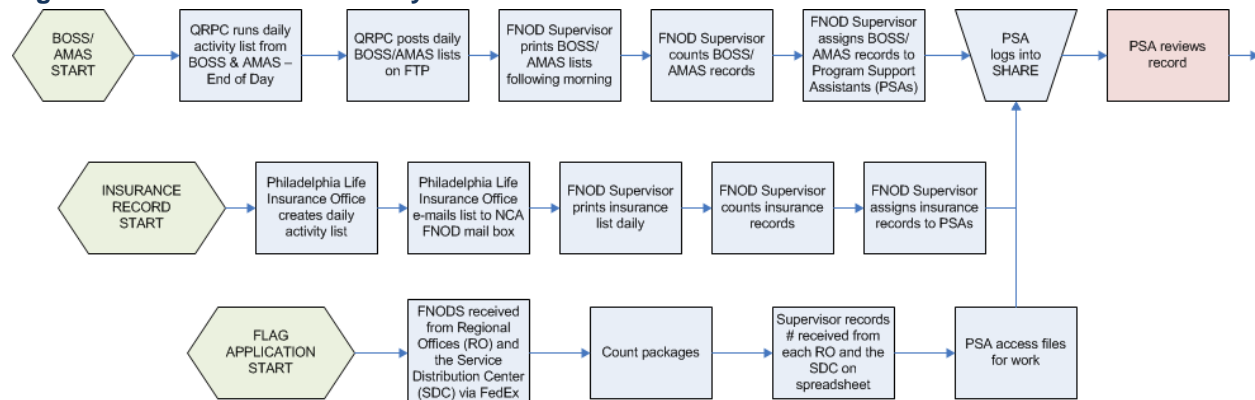 BOSS/
AMAS
START
QRPC runs daily
activity list from
BOSS & AMAS –
End of Day
QRPC posts daily
BOSS/AMAS lists
on FTP
FNOD Supervisor
prints BOSS/
AMAS lists
following morning
FNOD Supervisor
counts BOSS/
AMAS records
FNOD Supervisor
assigns BOSS/
AMAS records to
Program Support
Assistants (PSAs)
PSA
logs into
SHARE
PSA reviews
record
INSURANCE
RECORD
START
Philadelphia Life
Insurance Office
creates daily
activity list
Philadelphia Life
Insurance Office
e-mails list to NCA
FNOD mail box
FNOD Supervisor
prints insurance
list daily
FNOD Supervisor
counts insurance
records
FNOD Supervisor
assigns insurance
records to PSAs
FLAG
APPLICATION
START
FNODS received
from Regional
Offices (RO) and
the Service
Distribution Center
(SDC) via FedEx
Count packages
Supervisor records
# received from
each RO and the
SDC on
spreadsheet
PSA access files
for work